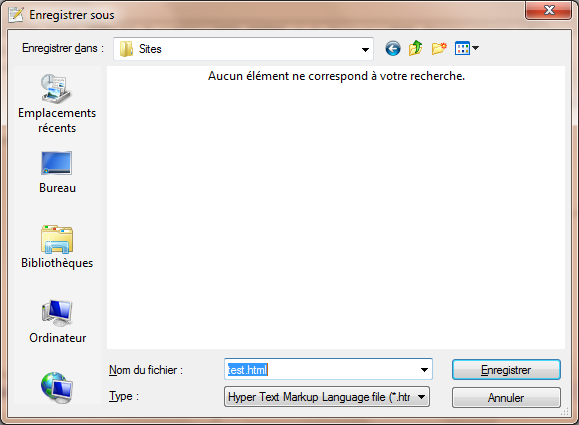 Enregistrer sous
Enregistrer dans :
Sites
Aucun élément ne correspond à votre recherche.
Emplacements
récents
Bureau
Bibliothèques
Ordinateur
Nom du fichier :
test.html
Enregistrer
Type :
Hyper Text Markup Language file (*.htr
Annuler